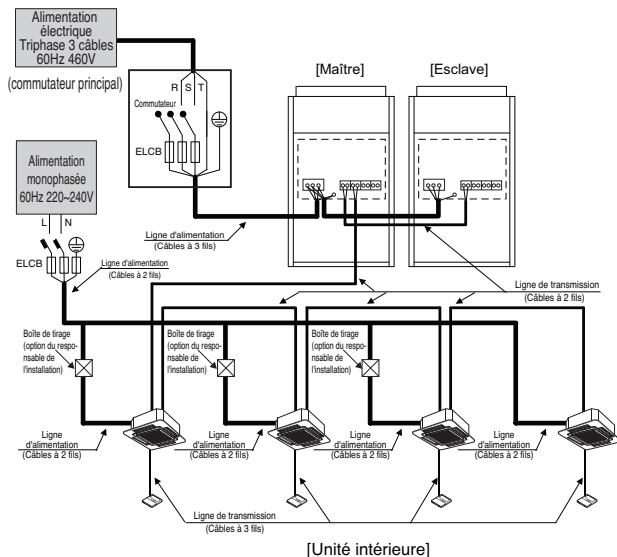 Alimentation
électrique
Triphase 3 câbles
60Hz 460V
(commutateur principal)
R S T
Commutateur
ELCB
[Maître]
[Esclave]
Alimentation
monophasée
60Hz 220~240V
L N
ELCB
Ligne d'alimentation
(Câbles à 2 fils)
Ligne d'alimentation
(Câbles à 3 fils)
Ligne de transmission
(Câbles à 2 fils)
Boîte de tirage
(option du respo-
nsable de
l'installation)
Boîte de tirage
(option du respo-
nsable de
l'installation)
Boîte de tirage
(option du respo-
nsable de
l'installation)
Ligne
d'alimentation
(Câbles à 2 fils)
Ligne
d'alimentation
(Câbles à 2 fils)
Ligne
d'alimentation
(Câbles à 2 fils)
Ligne
d'alimentation
(Câbles à 2 fils)
Ligne de transmission
(Câbles à 3 fils)
[Unité intérieure]